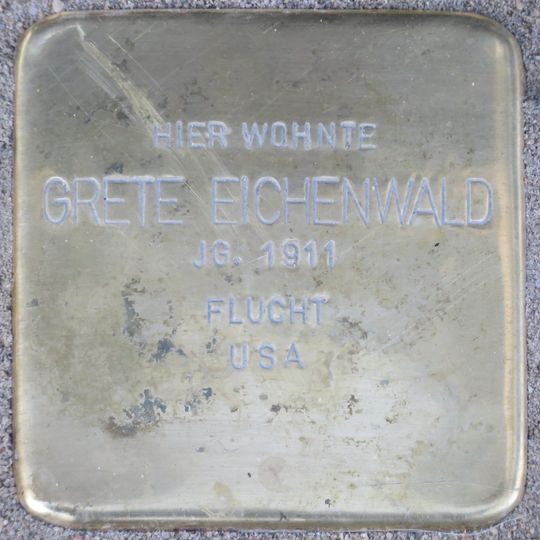 HIER WOHNTE
GRETE EICHENWALD
JG. 1911
FLUCHT
USA